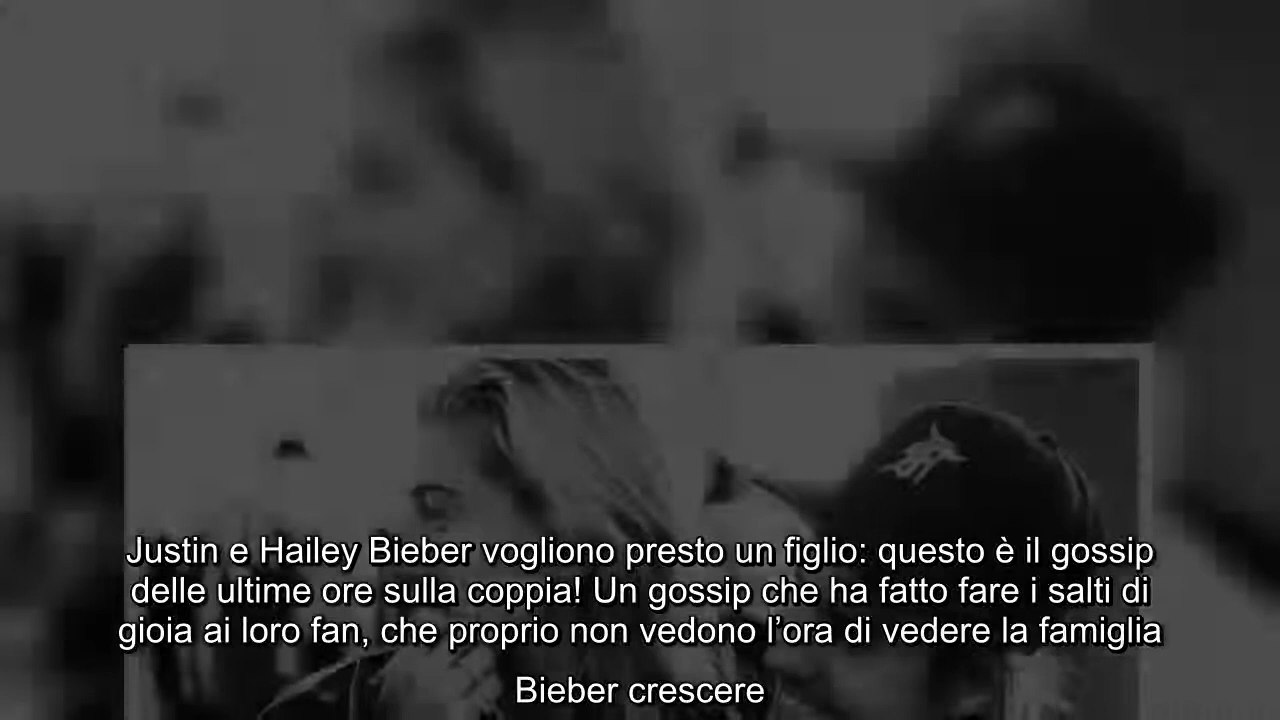 Justin e Hailey Bieber vogliono presto un figlio: questo è il gossip
delle ultime ore sulla coppia! Un gossip che ha fatto fare i salti di
gioia ai loro fan, che proprio non vedono l’ora di vedere la famiglia
Bieber crescere